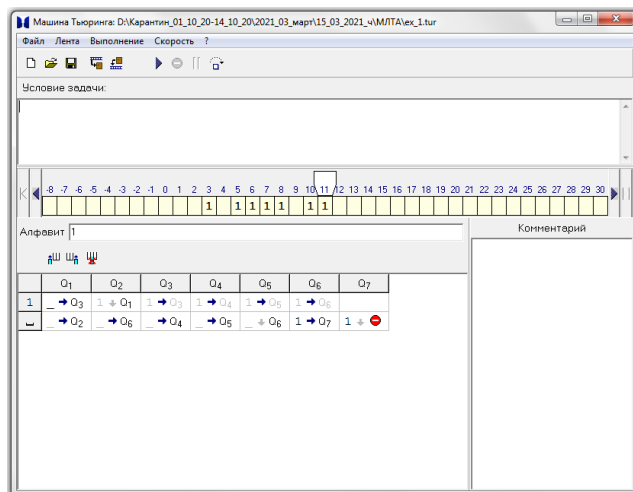 Машина Тьюринга: D:\Карантин_01_10_20-14_10_20\2021_03_март\15_03_2021_ч\МЛТА\ex_1.tur
Файл Лента Выполнение Скорость ?
Условие задачи:
-8 -7 -6 -5 -4 -3 -2 -1 0 1 2 3 4 5 6 7 8 9 10 11 12 13 14 15 16 17 18 19 20 21 22 23 24 25 26 27 28 29 30
1 1 1 1 1 1 1
Алфавит 1
Комментарий
Q1 Q2 Q3 Q4 Q5 Q6 Q7
1 _ → Q3 1 ↓ Q1 1 → Q3 1 → Q4 1 → Q5 1 → Q6
_ → Q2 _ → Q6 _ → Q4 _ → Q5 _ ↓ Q6 1 → Q7 1 ↓